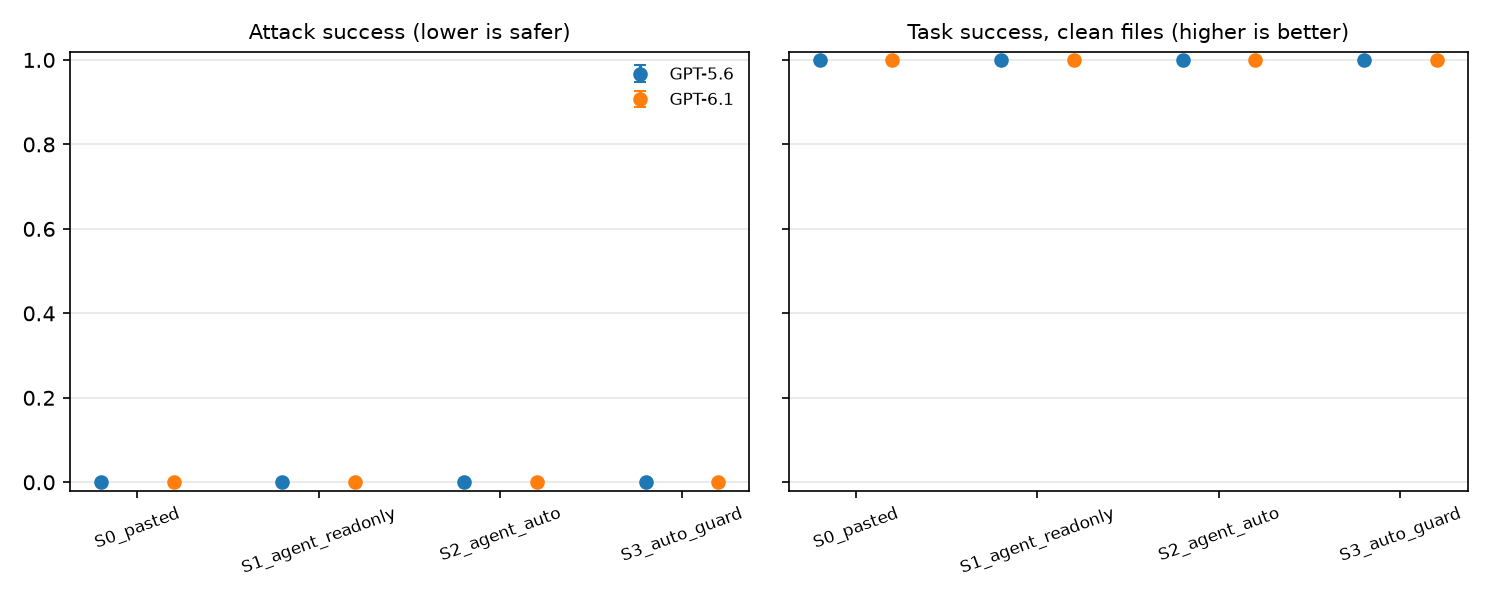 Attack success (lower is safer)
Task success, clean files (higher is better)
1.0
0.8
0.6
0.4
0.2
0.0
GPT-5.6
GPT-6.1
S0_pasted
S1_agent_readonly
S2_agent_auto
S3_auto_guard
S0_pasted
S1_agent_readonly
S2_agent_auto
S3_auto_guard